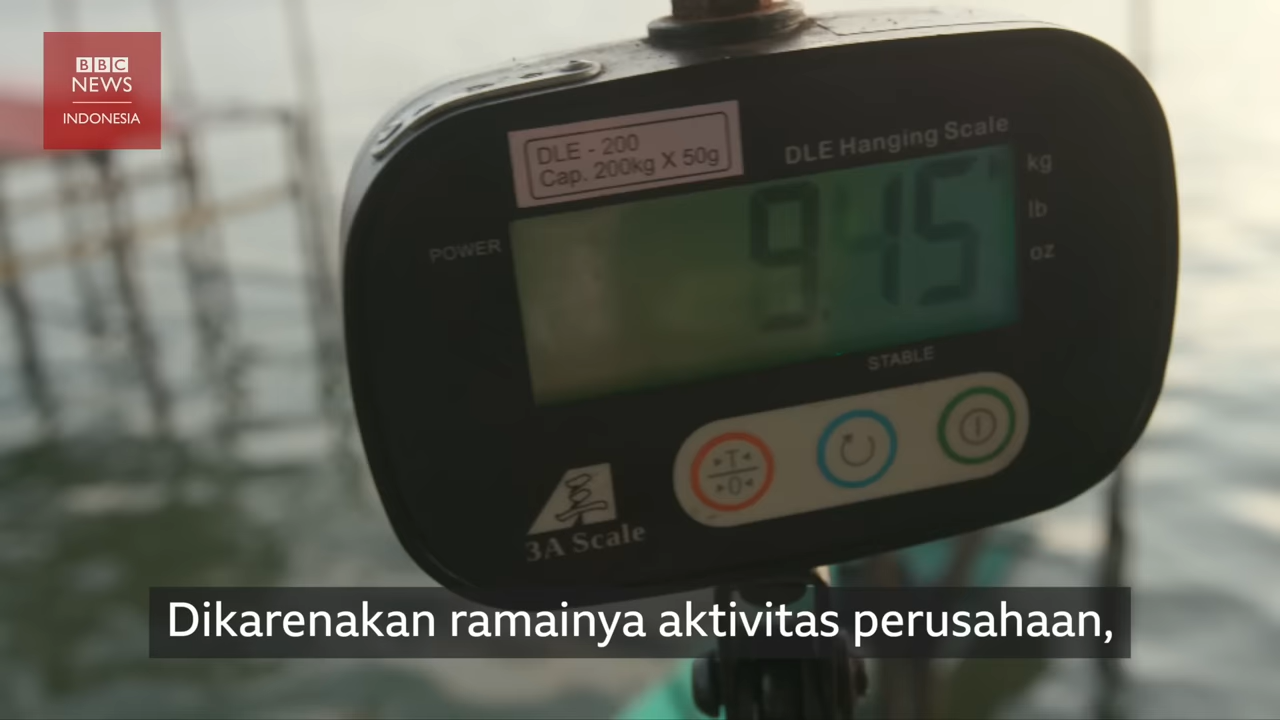 BBC
NEWS
INDONESIA
DLE - 200
Cap. 200kg X 50g
DLE Hanging Scale
kg
lb
oz
POWER
9.45
STABLE
▸T◂
▸0◂
3A Scale
Dikarenakan ramainya aktivitas perusahaan,